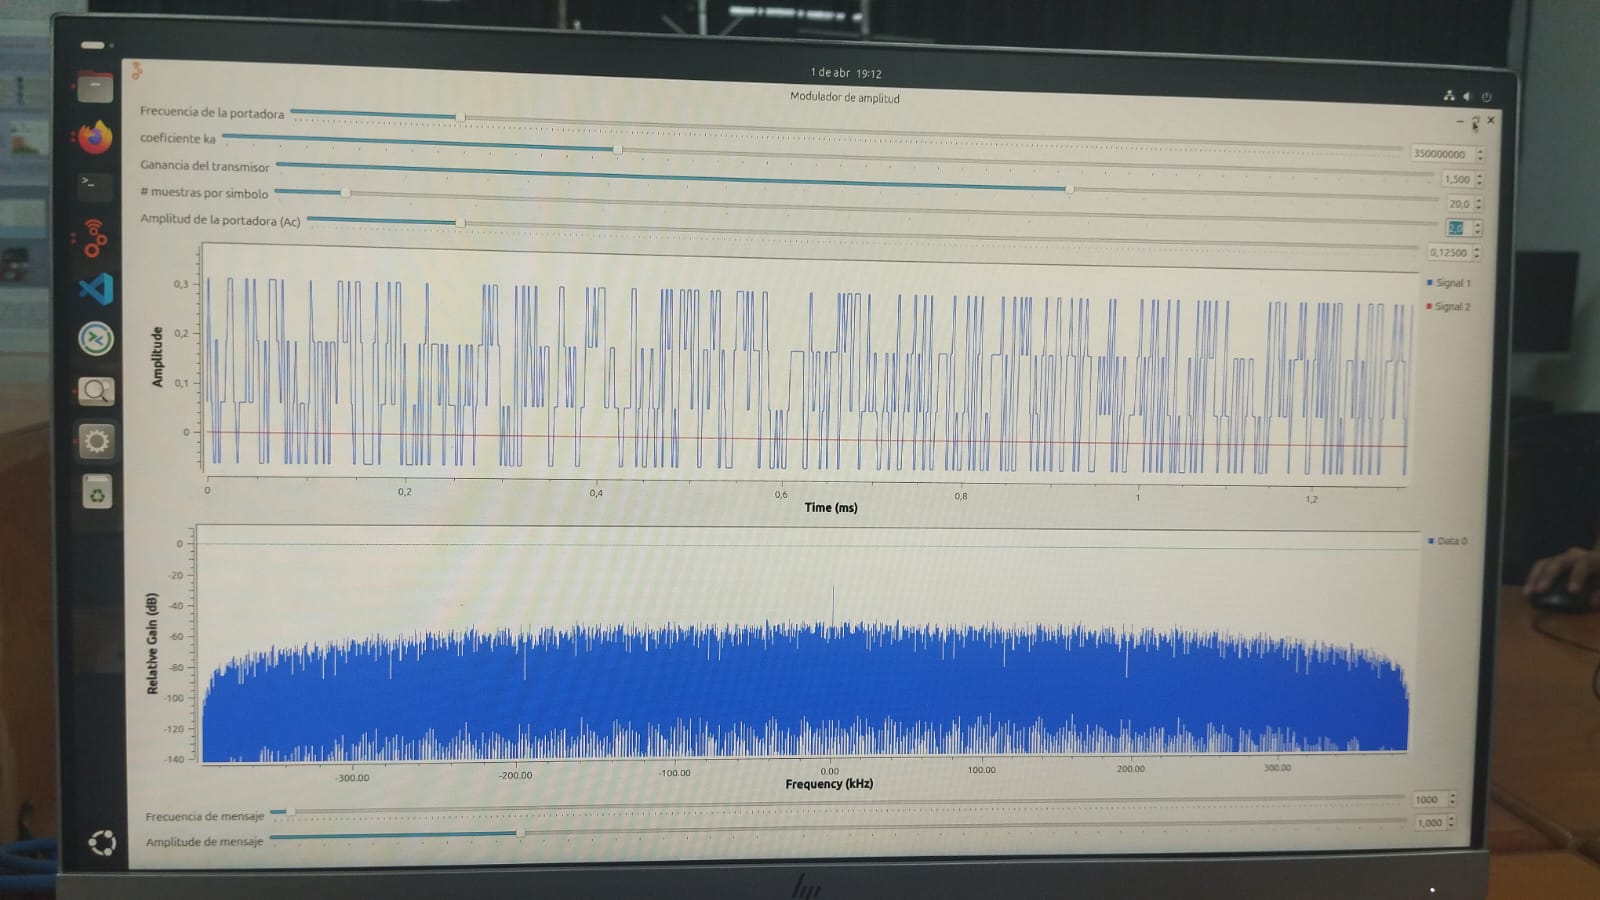 1 de abr 19:12
Modulador de amplitud
Frecuencia de la portadora
350000000
coeficiente ka
1,500
Ganancia del transmisor
20,0
# muestras por simbolo
2,0
Amplitud de la portadora (Ac)
0,12500
Signal 1
Signal 2
Amplitude
0,3
0,2
0,1
0
0 0,2 0,4 0,6 0,8 1 1,2
Time (ms)
Data 0
Relative Gain (dB)
0
-20
-40
-60
-80
-100
-120
-140
-300.00 -200.00 -100.00 0.00 100.00 200.00 300.00
Frequency (kHz)
Frecuencia de mensaje
1000
Amplitude de mensaje
1,000
hp